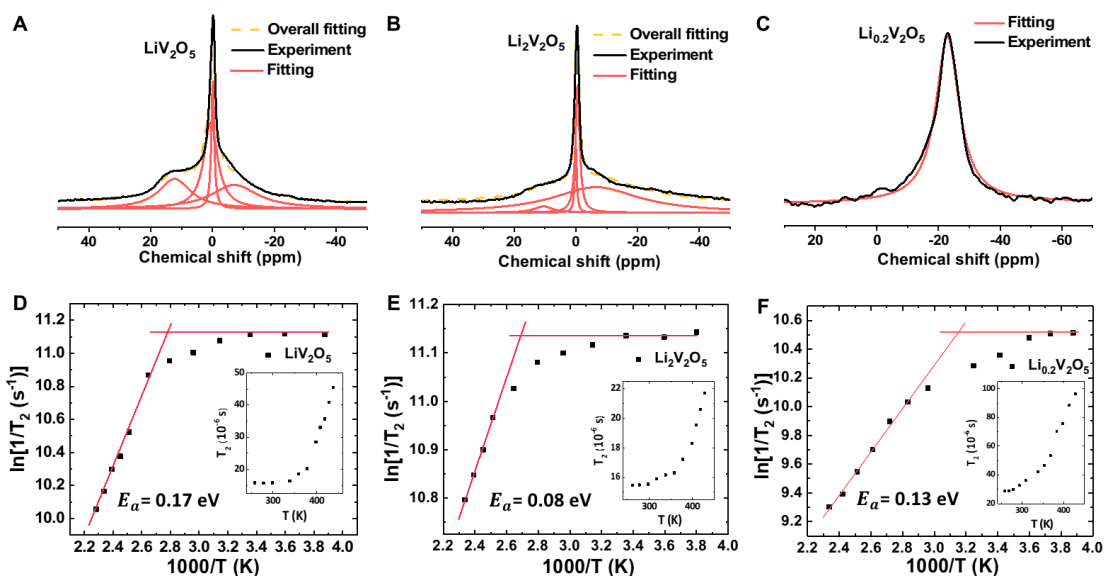 A
LiV₂O₅
Overall fitting
Experiment
Fitting
40 20 0 -20 -40
Chemical shift (ppm)
B
Li₂V₂O₅
Overall fitting
Experiment
Fitting
40 20 0 -20 -40
Chemical shift (ppm)
C
Li₀.₂V₂O₅
Fitting
Experiment
20 0 -20 -40 -60
Chemical shift (ppm)
D
ln[1/T₂ (s⁻¹)]
11.2
11.0
10.8
10.6
10.4
10.2
10.0
LiV₂O₅
T₂ (10⁻⁶ s)
50
40
30
20
300 400
T (K)
Eₐ= 0.17 eV
2.2 2.4 2.6 2.8 3.0 3.2 3.4 3.6 3.8 4.0
1000/T (K)
E
ln[1/T₂ (s⁻¹)]
11.2
11.1
11.0
10.9
10.8
Li₂V₂O₅
T₂ (10⁻⁶ s)
22
20
18
16
14
300 400
T (K)
Eₐ= 0.08 eV
2.2 2.4 2.6 2.8 3.0 3.2 3.4 3.6 3.8 4.0
1000/T (K)
F
ln[1/T₂ (s⁻¹)]
10.6
10.4
10.2
10.0
9.8
9.6
9.4
9.2
Li₀.₂V₂O₅
T₂ (10⁻⁶ s)
100
80
60
40
20
300 400
T (K)
Eₐ= 0.13 eV
2.2 2.4 2.6 2.8 3.0 3.2 3.4 3.6 3.8 4.0
1000/T (K)